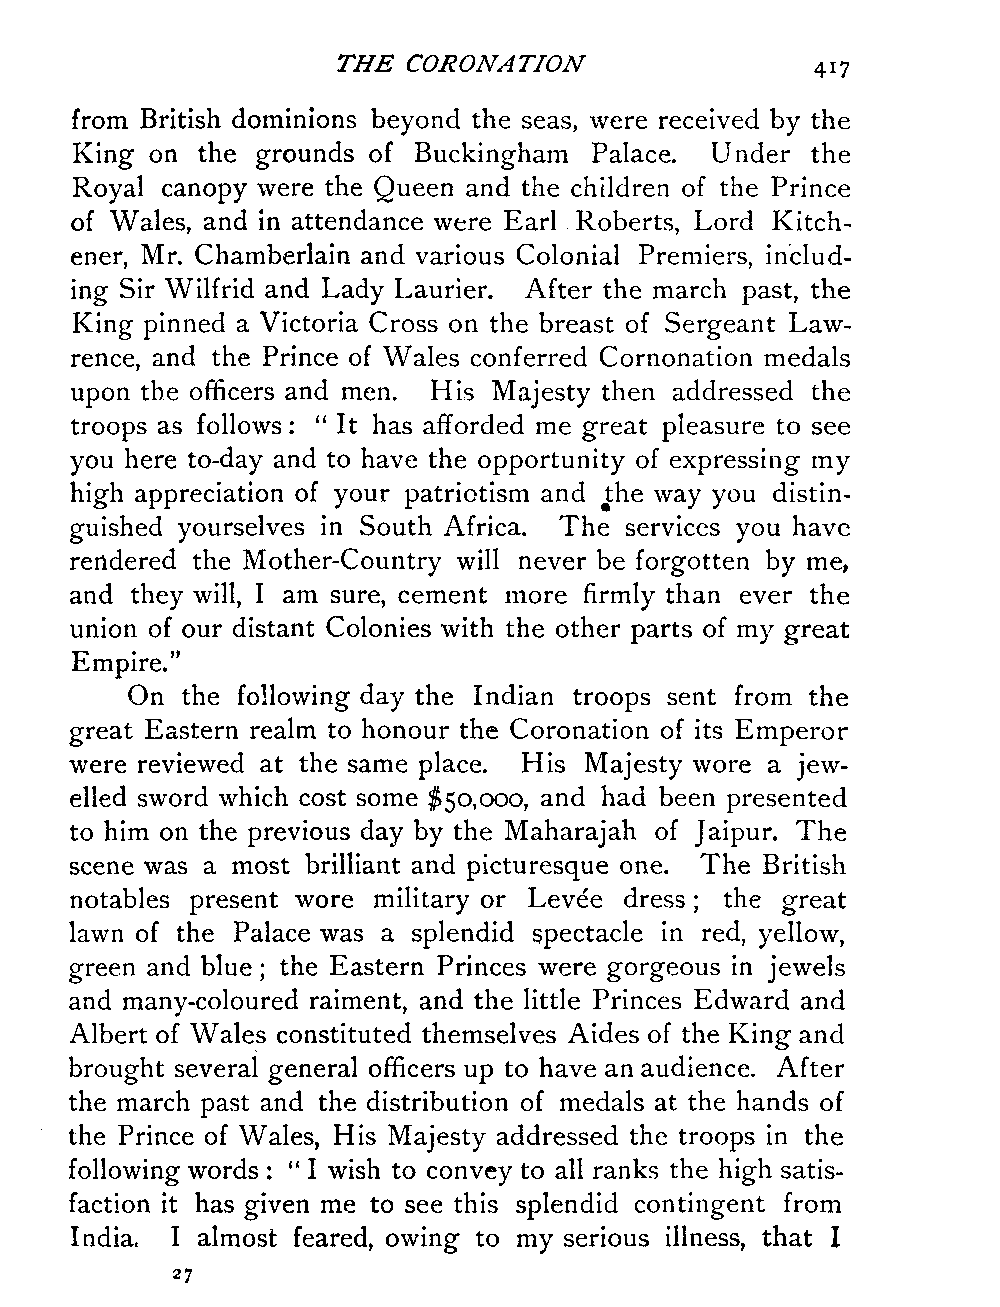 THE CORONATION 417
from British dominions beyond the seas, were received by the
King on the grounds of Buckingham Palace. Under the
Royal canopy were the Queen and the children of the Prince
of Wales, and in attendance were Earl Roberts, Lord Kitch-
ener, Mr. Chamberlain and various Colonial Premiers, includ-
ing Sir Wilfrid and Lady Laurier. After the march past, the
King pinned a Victoria Cross on the breast of Sergeant Law-
rence, and the Prince of Wales conferred Cornonation medals
upon the officers and men. His Majesty then addressed the
troops as follows: “ It has afforded me great pleasure to see
you here to-day and to have the opportunity of expressing my
high appreciation of your patriotism and the way you distin-
guished yourselves in South Africa. The services you have
rendered the Mother-Country will never be forgotten by me,
and they will, I am sure, cement more firmly than ever the
union of our distant Colonies with the other parts of my great
Empire.”
On the following day the Indian troops sent from the
great Eastern realm to honour the Coronation of its Emperor
were reviewed at the same place. His Majesty wore a jew-
elled sword which cost some $50,000, and had been presented
to him on the previous day by the Maharajah of Jaipur. The
scene was a most brilliant and picturesque one. The British
notables present wore military or Levée dress; the great
lawn of the Palace was a splendid spectacle in red, yellow,
green and blue; the Eastern Princes were gorgeous in jewels
and many-coloured raiment, and the little Princes Edward and
Albert of Wales constituted themselves Aides of the King and
brought several general officers up to have an audience. After
the march past and the distribution of medals at the hands of
the Prince of Wales, His Majesty addressed the troops in the
following words: “ I wish to convey to all ranks the high satis-
faction it has given me to see this splendid contingent from
India. I almost feared, owing to my serious illness, that I
27